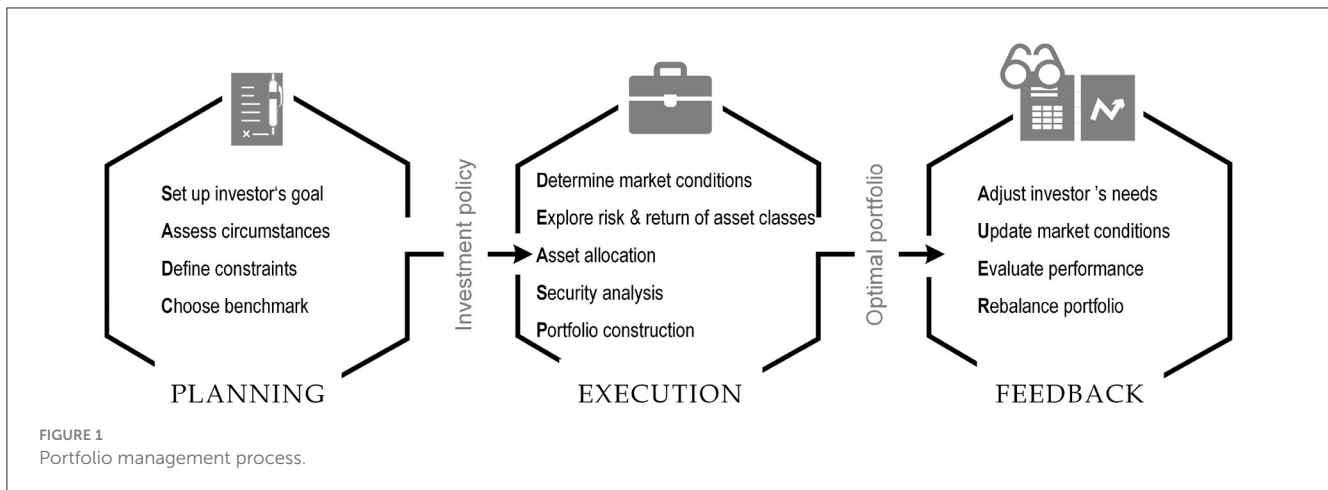 Set up investor‘s goal
Assess circumstances
Define constraints
Choose benchmark
PLANNING
Investment policy
Determine market conditions
Explore risk & return of asset classes
Asset allocation
Security analysis
Portfolio construction
EXECUTION
Optimal portfolio
Adjust investor ’s needs
Update market conditions
Evaluate performance
Rebalance portfolio
FEEDBACK
FIGURE 1
Portfolio management process.